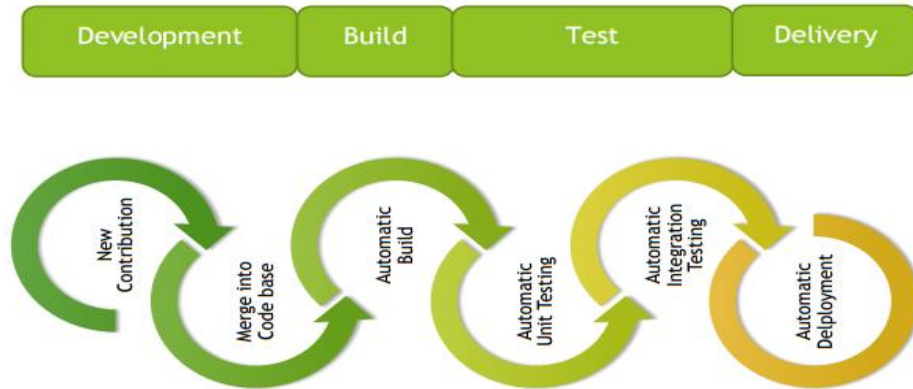 Development
Build
Test
Delivery
New
Contribution
Merge into
Code base
Automatic
Build
Automatic
Unit Testing
Automatic
Integration
Testing
Automatic
Delployment